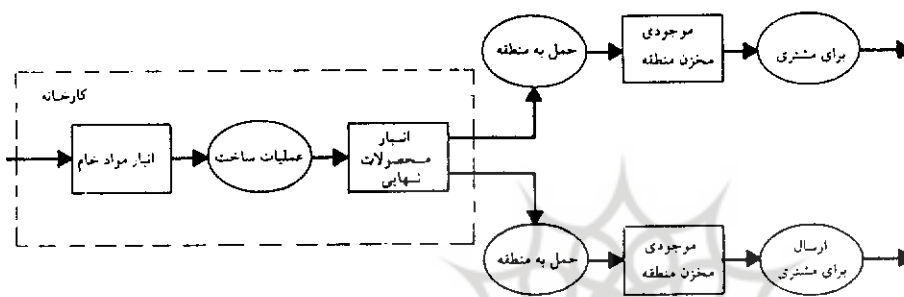 حمل به منطقه
موجودی
مخزن منطقه
برای مشتری
کارخانه
انبار مواد خام
عملیات ساخت
انبار
محصولات
نهایی
حمل به منطقه
موجودی
مخزن منطقه
ارسال
برای مشتری